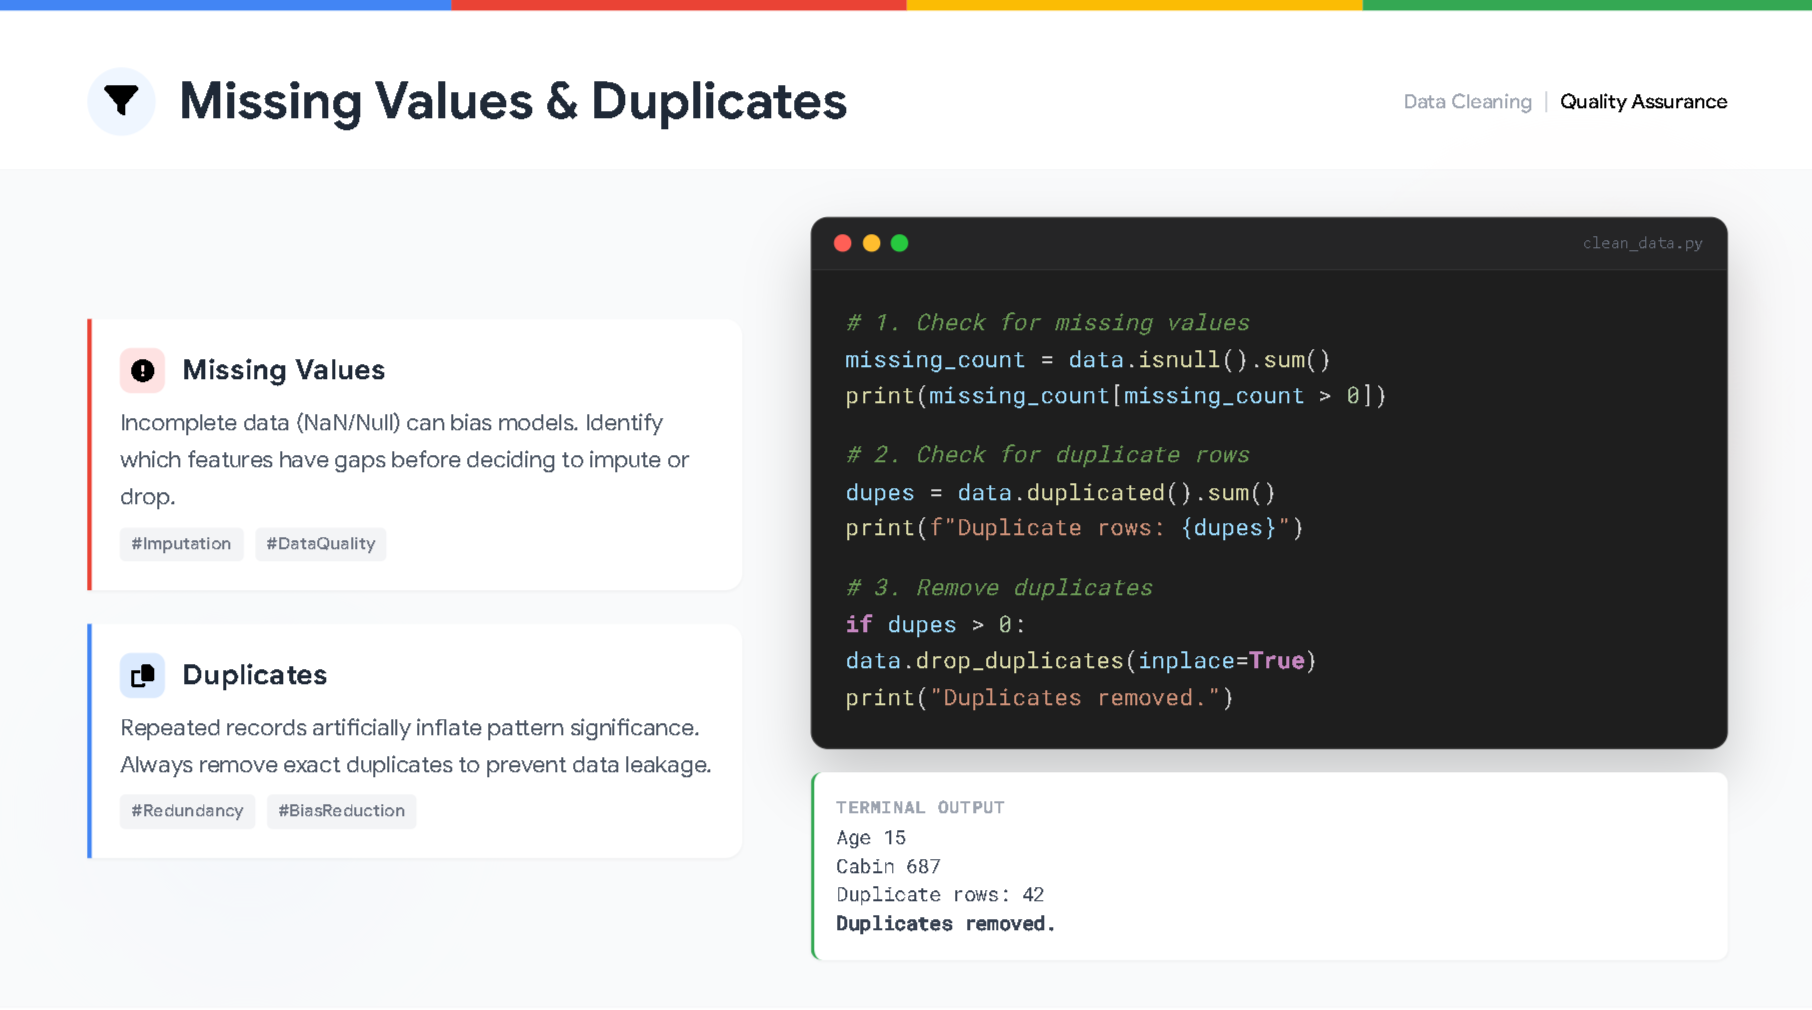 Missing Values & Duplicates
Data Cleaning | Quality Assurance
Missing Values
Incomplete data (NaN/Null) can bias models. Identify
which features have gaps before deciding to impute or
drop.
#Imputation #DataQuality
Duplicates
Repeated records artificially inflate pattern significance.
Always remove exact duplicates to prevent data leakage.
#Redundancy #BiasReduction
clean_data.py
# 1. Check for missing values
missing_count = data.isnull().sum()
print(missing_count[missing_count > 0])
# 2. Check for duplicate rows
dupes = data.duplicated().sum()
print(f"Duplicate rows: {dupes}")
# 3. Remove duplicates
if dupes > 0:
data.drop_duplicates(inplace=True)
print("Duplicates removed.")
TERMINAL OUTPUT
Age 15
Cabin 687
Duplicate rows: 42
Duplicates removed.